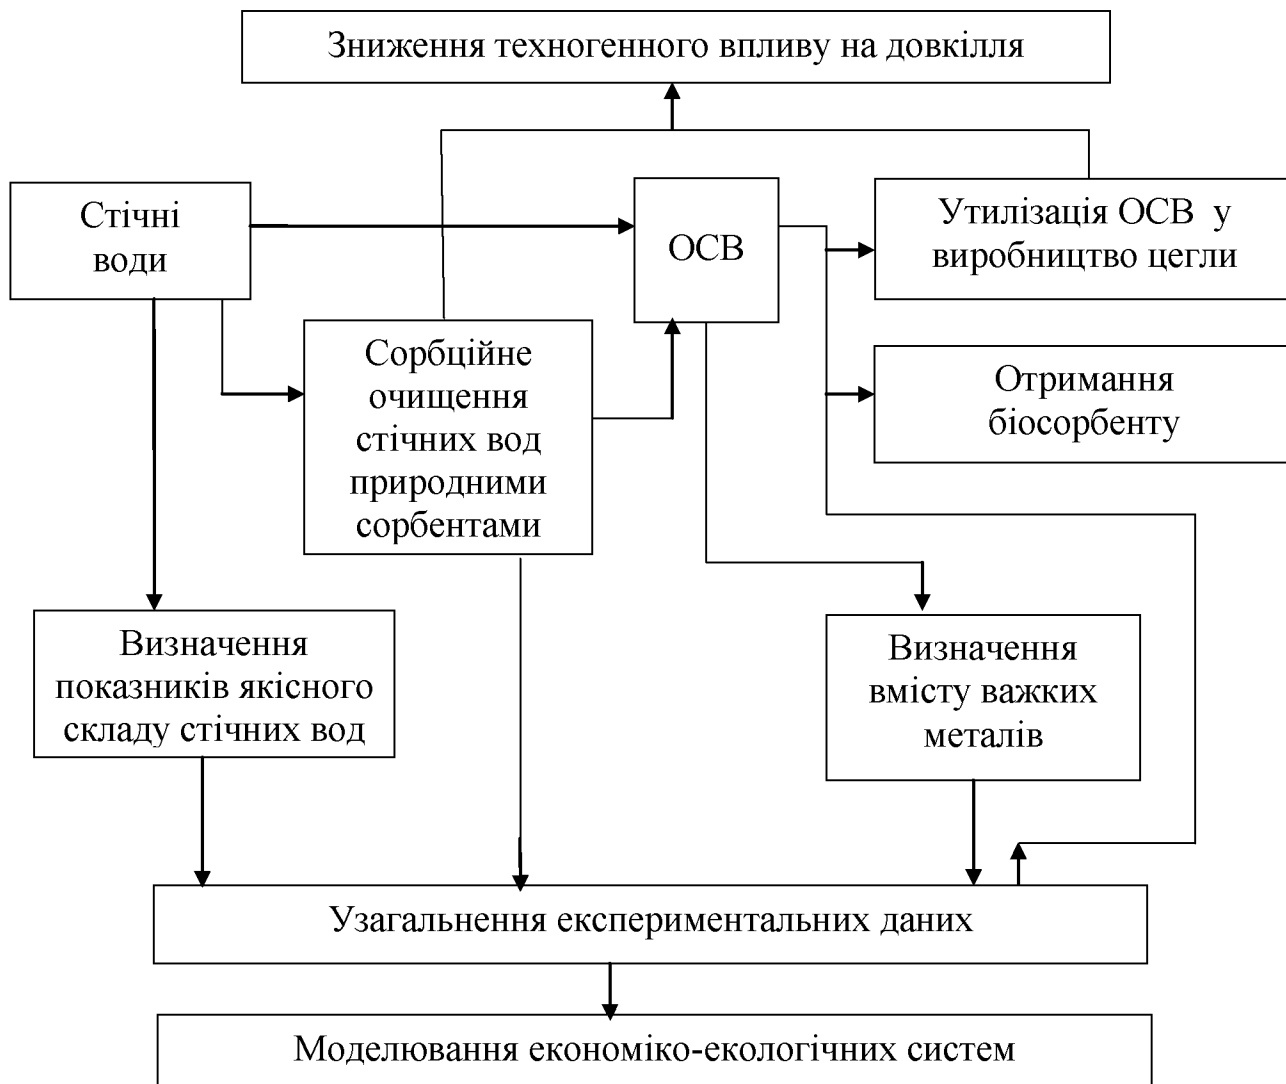 Зниження техногенного впливу на довкілля
Стічні
води
ОСВ
Утилізація ОСВ у
виробництво цегли
Сорбційне
очищення
стічних вод
природними
сорбентами
Отримання
біосорбенту
Визначення
показників якісного
складу стічних вод
Визначення
вмісту важких
металів
Узагальнення експериментальних даних
Моделювання економіко-екологічних систем